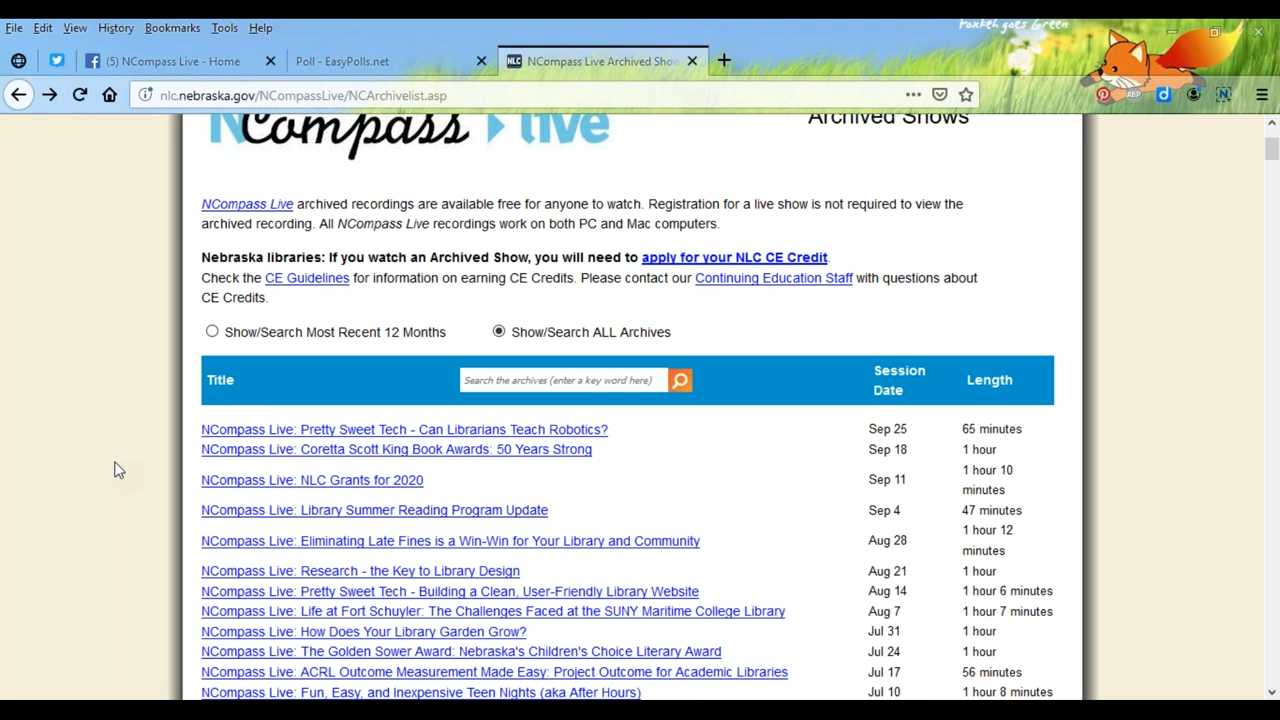 File Edit View History Bookmarks Tools Help
foxkeh goes Green
(5) NCompass Live - Home
Poll - EasyPolls.net
NLC NCompass Live Archived Show
nlc.nebraska.gov/NCompassLive/NCArchivelist.asp
ABP
NCompass live
Archived Shows
NCompass Live archived recordings are available free for anyone to watch. Registration for a live show is not required to view the
archived recording. All NCompass Live recordings work on both PC and Mac computers.
Nebraska libraries: If you watch an Archived Show, you will need to apply for your NLC CE Credit.
Check the CE Guidelines for information on earning CE Credits. Please contact our Continuing Education Staff with questions about
CE Credits.
Show/Search Most Recent 12 Months Show/Search ALL Archives
Title Search the archives (enter a key word here) Session Date Length
NCompass Live: Pretty Sweet Tech - Can Librarians Teach Robotics? Sep 25 65 minutes
NCompass Live: Coretta Scott King Book Awards: 50 Years Strong Sep 18 1 hour
NCompass Live: NLC Grants for 2020 Sep 11 1 hour 10 minutes
NCompass Live: Library Summer Reading Program Update Sep 4 47 minutes
NCompass Live: Eliminating Late Fines is a Win-Win for Your Library and Community Aug 28 1 hour 12 minutes
NCompass Live: Research - the Key to Library Design Aug 21 1 hour
NCompass Live: Pretty Sweet Tech - Building a Clean, User-Friendly Library Website Aug 14 1 hour 6 minutes
NCompass Live: Life at Fort Schuyler: The Challenges Faced at the SUNY Maritime College Library Aug 7 1 hour 7 minutes
NCompass Live: How Does Your Library Garden Grow? Jul 31 1 hour
NCompass Live: The Golden Sower Award: Nebraska's Children's Choice Literary Award Jul 24 1 hour
NCompass Live: ACRL Outcome Measurement Made Easy: Project Outcome for Academic Libraries Jul 17 56 minutes
NCompass Live: Fun, Easy, and Inexpensive Teen Nights (aka After Hours) Jul 10 1 hour 8 minutes